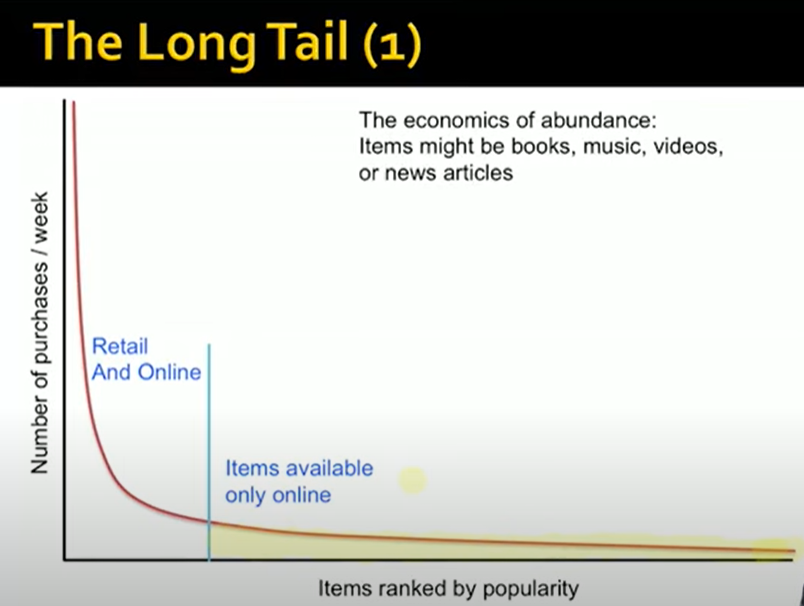 The Long Tail (1)
The economics of abundance:
Items might be books, music, videos,
or news articles
Number of purchases / week
Retail
And Online
Items available
only online
Items ranked by popularity